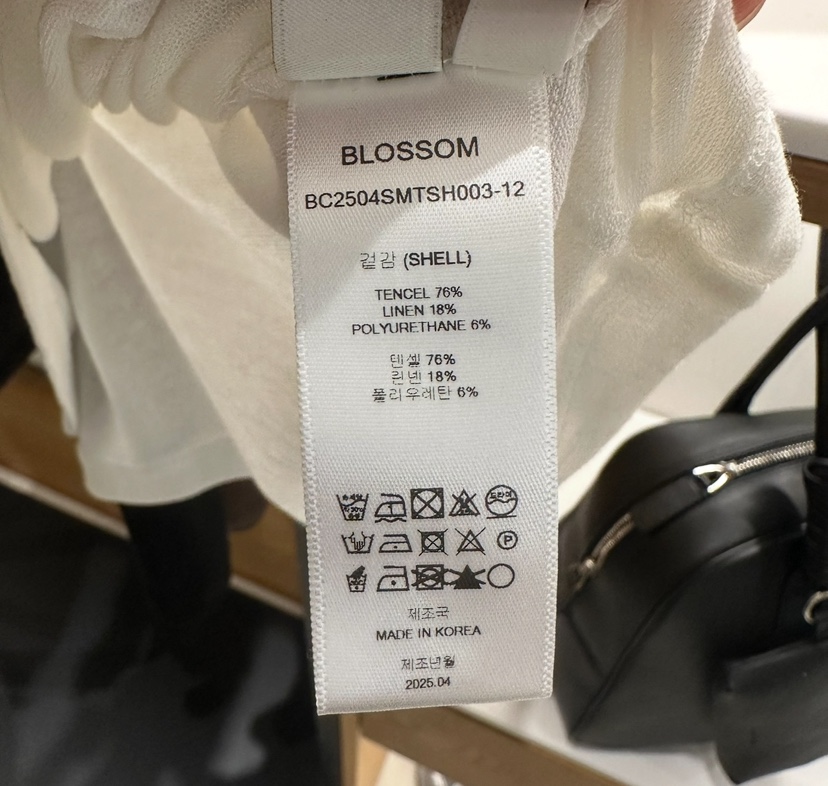 BLOSSOM
BC2504SMTSH003-12
겉감 (SHELL)
TENCEL 76%
LINEN 18%
POLYURETHANE 6%
텐셀 76%
린넨 18%
폴리우레탄 6%
드라이
P
제조국
MADE IN KOREA
제조년월
2025.04